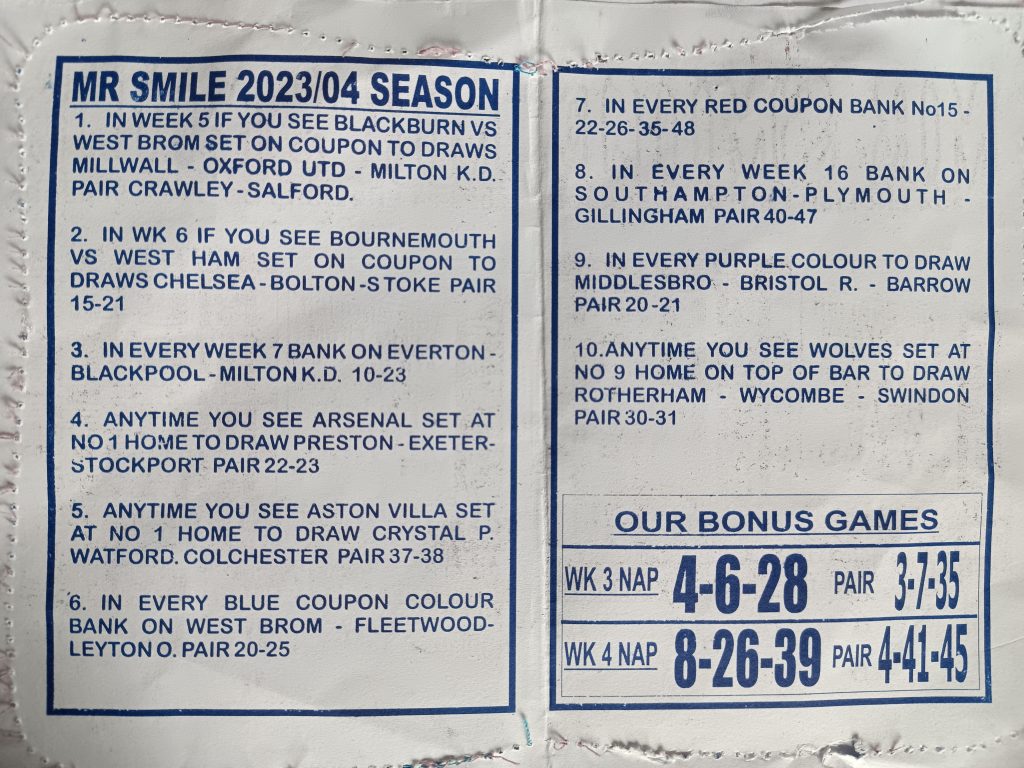 MR SMILE 2023/04 SEASON
1. IN WEEK 5 IF YOU SEE BLACKBURN VS
WEST BROM SET ON COUPON TO DRAWS
MILLWALL - OXFORD UTD - MILTON K.D.
PAIR CRAWLEY - SALFORD.
2. IN WK 6 IF YOU SEE BOURNEMOUTH
VS WEST HAM SET ON COUPON TO
DRAWS CHELSEA - BOLTON - STOKE PAIR
15-21
3. IN EVERY WEEK 7 BANK ON EVERTON -
BLACKPOOL - MILTON K.D. 10-23
4. ANYTIME YOU SEE ARSENAL SET AT
NO 1 HOME TO DRAW PRESTON - EXETER-
STOCKPORT PAIR 22-23
5. ANYTIME YOU SEE ASTON VILLA SET
AT NO 1 HOME TO DRAW CRYSTAL P.
WATFORD. COLCHESTER PAIR 37-38
6. IN EVERY BLUE COUPON COLOUR
BANK ON WEST BROM - FLEETWOOD-
LEYTON O. PAIR 20-25
7. IN EVERY RED COUPON BANK No15 -
22-26-35-48
8. IN EVERY WEEK 16 BANK ON
SOUTHAMPTON-PLYMOUTH -
GILLINGHAM PAIR 40-47
9. IN EVERY PURPLE COLOUR TO DRAW
MIDDLESBRO - BRISTOL R. - BARROW
PAIR 20-21
10.ANYTIME YOU SEE WOLVES SET AT
NO 9 HOME ON TOP OF BAR TO DRAW
ROTHERHAM - WYCOMBE - SWINDON
PAIR 30-31
OUR BONUS GAMES
WK 3 NAP 4-6-28 PAIR 3-7-35
WK 4 NAP 8-26-39 PAIR 4-41-45